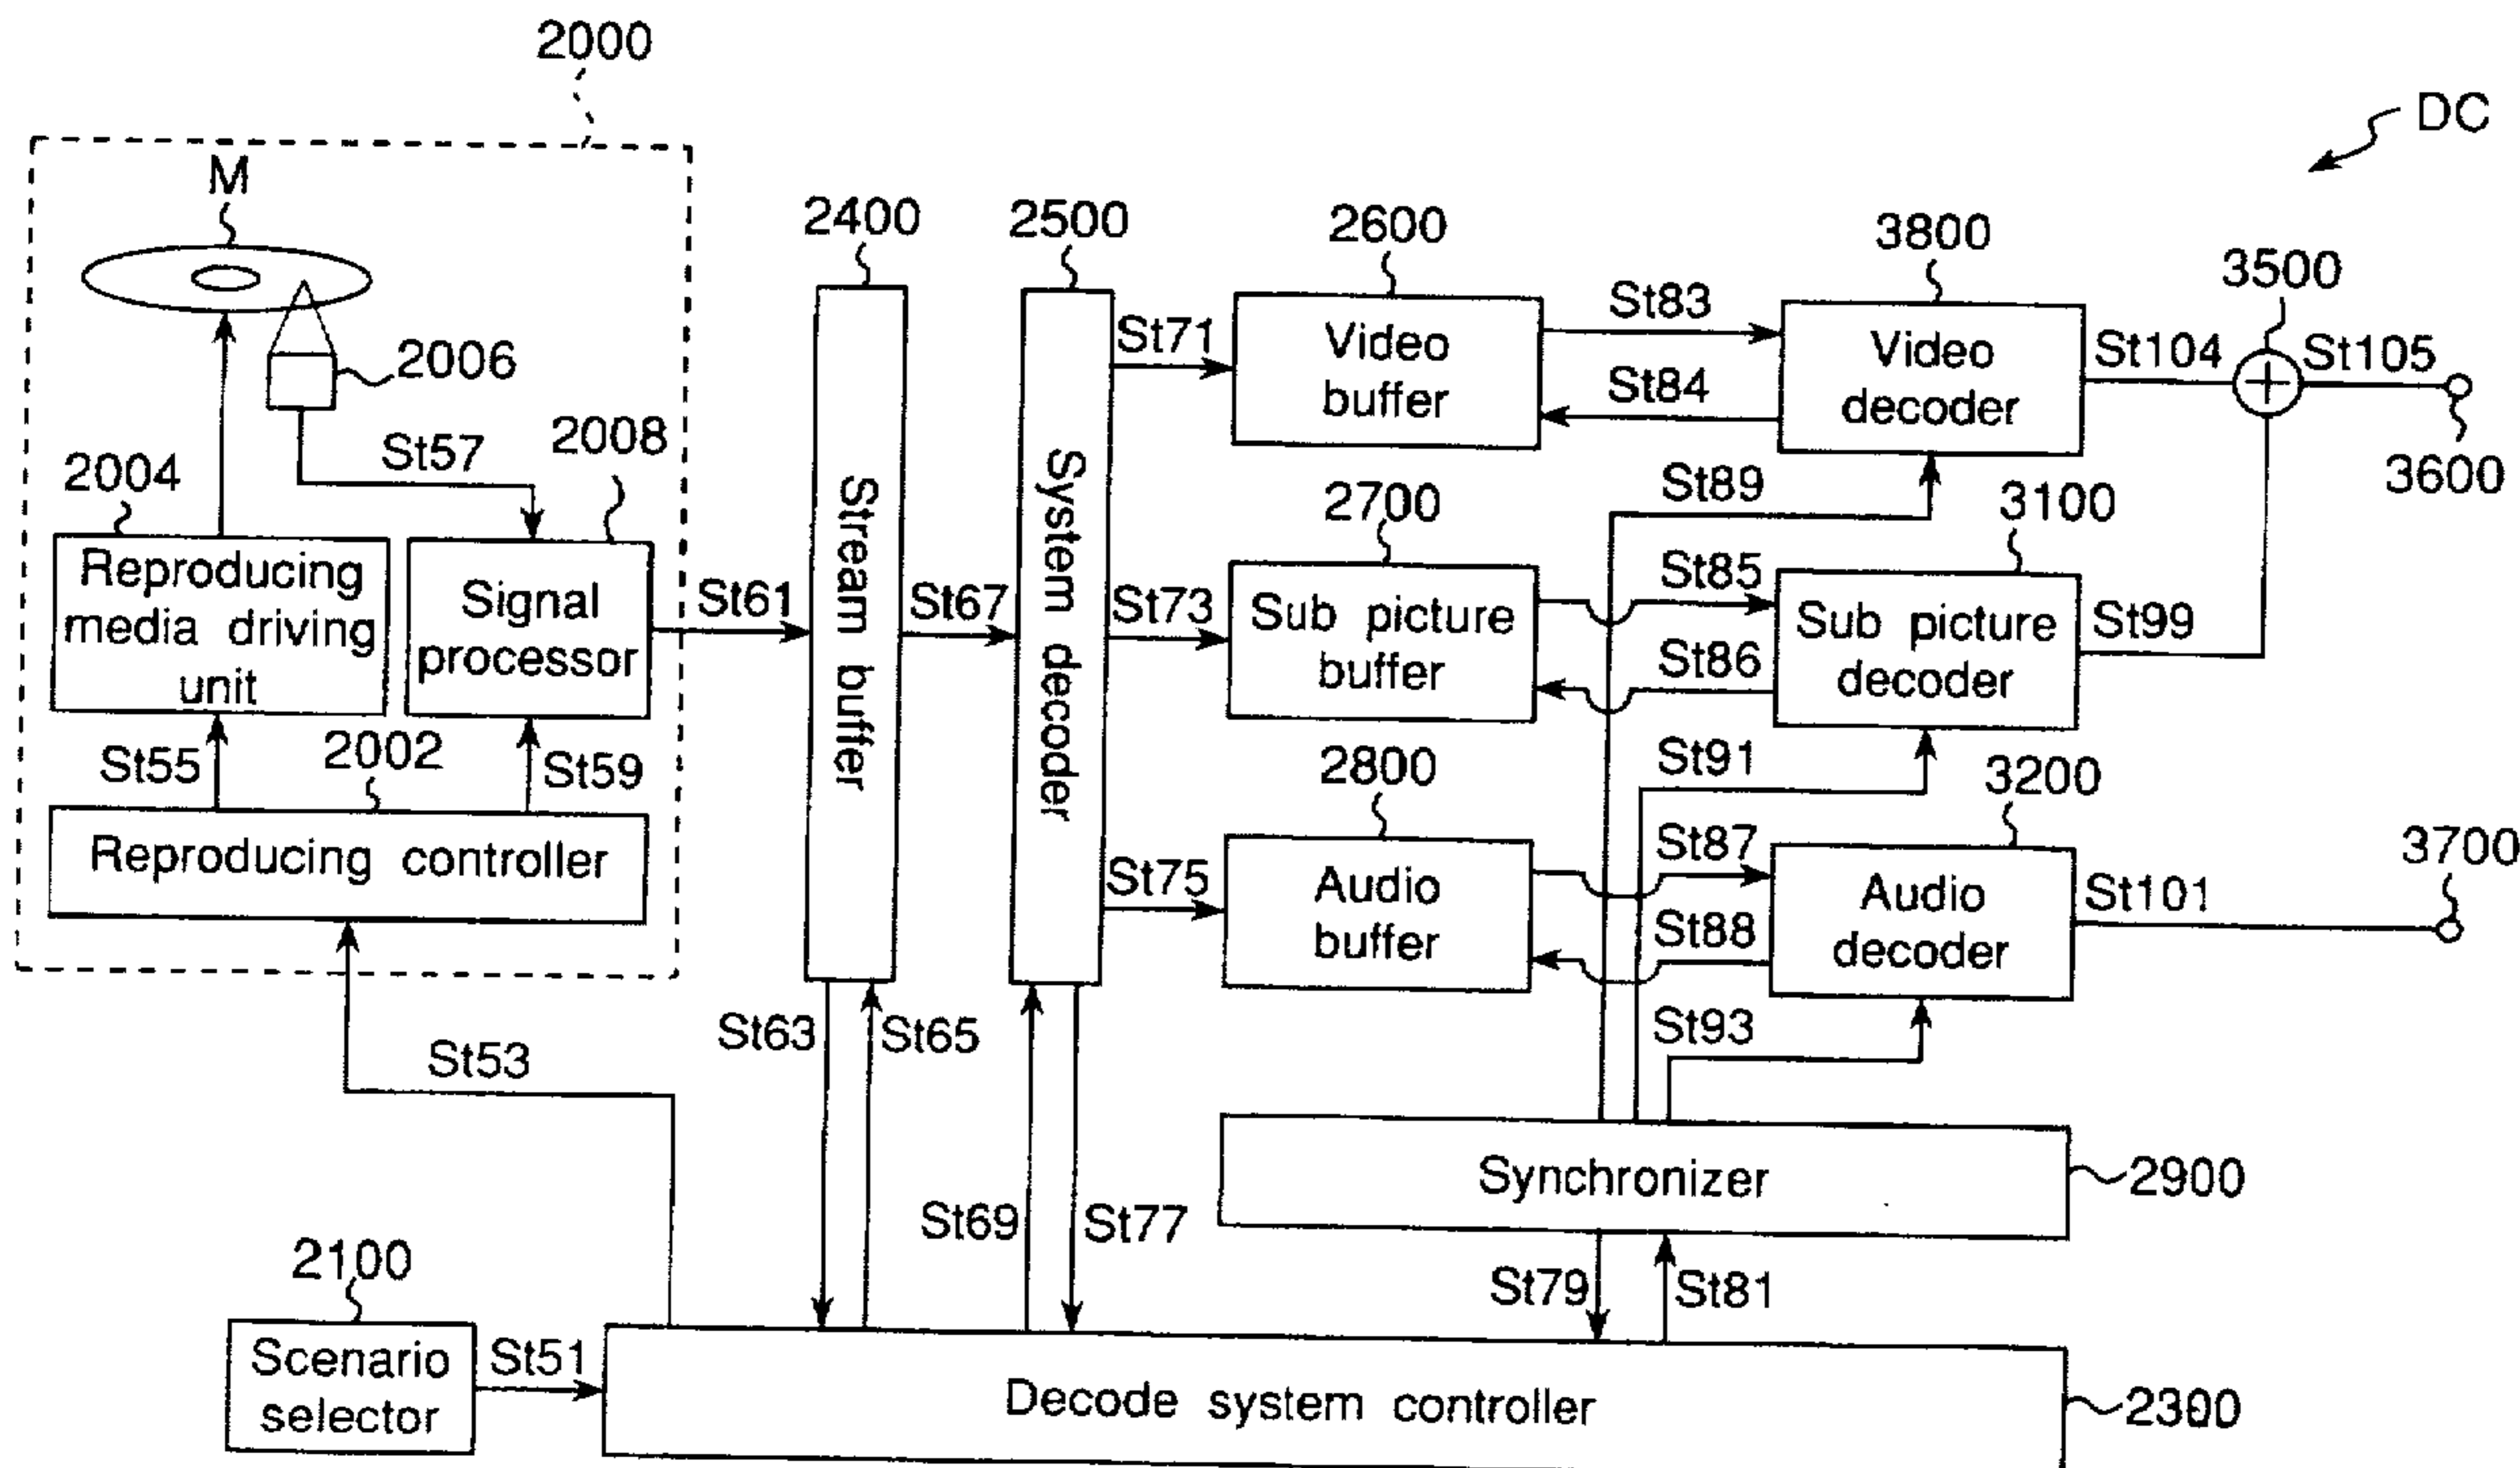 2000
DC
M
2400
2500
2600
3800
3500
St83
St71
Video
buffer
Video
decoder
St104
St105
2006
St84
2004
St57
2008
2700
St89
3100
3600
Reproducing
media driving
unit
Signal
processor
St61
Stream buffer
St67
System decoder
St73
Sub picture
buffer
St85
St86
Sub picture
decoder
St99
St55
2002
St59
2800
St91
3200
Reproducing controller
St75
Audio
buffer
St87
St88
Audio
decoder
St101
3700
St63
St65
St93
St53
Synchronizer
2900
St69
St77
2100
St79
St81
Scenario
selector
St51
Decode system controller
2300